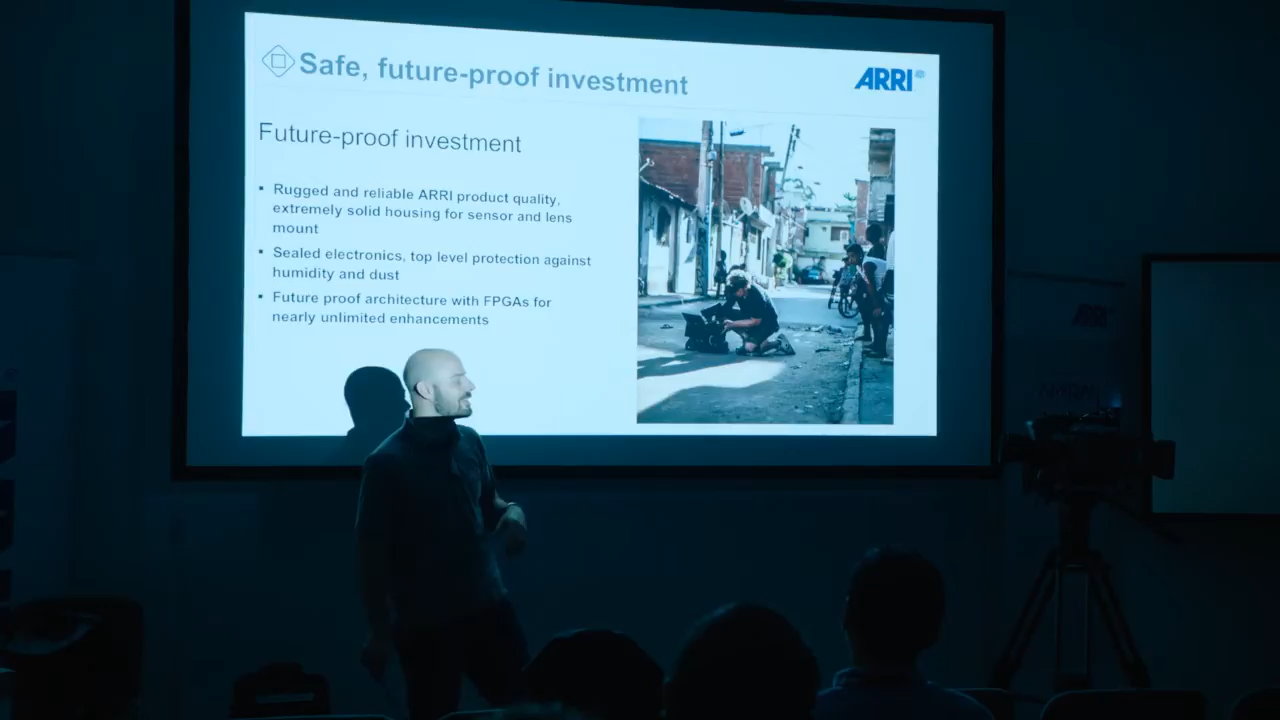 Safe, future-proof investment
ARRI
Future-proof investment
▪ Rugged and reliable ARRI product quality,
extremely solid housing for sensor and lens
mount
▪ Sealed electronics, top level protection against
humidity and dust
▪ Future proof architecture with FPGAs for
nearly unlimited enhancements
ARRI
AMIRA